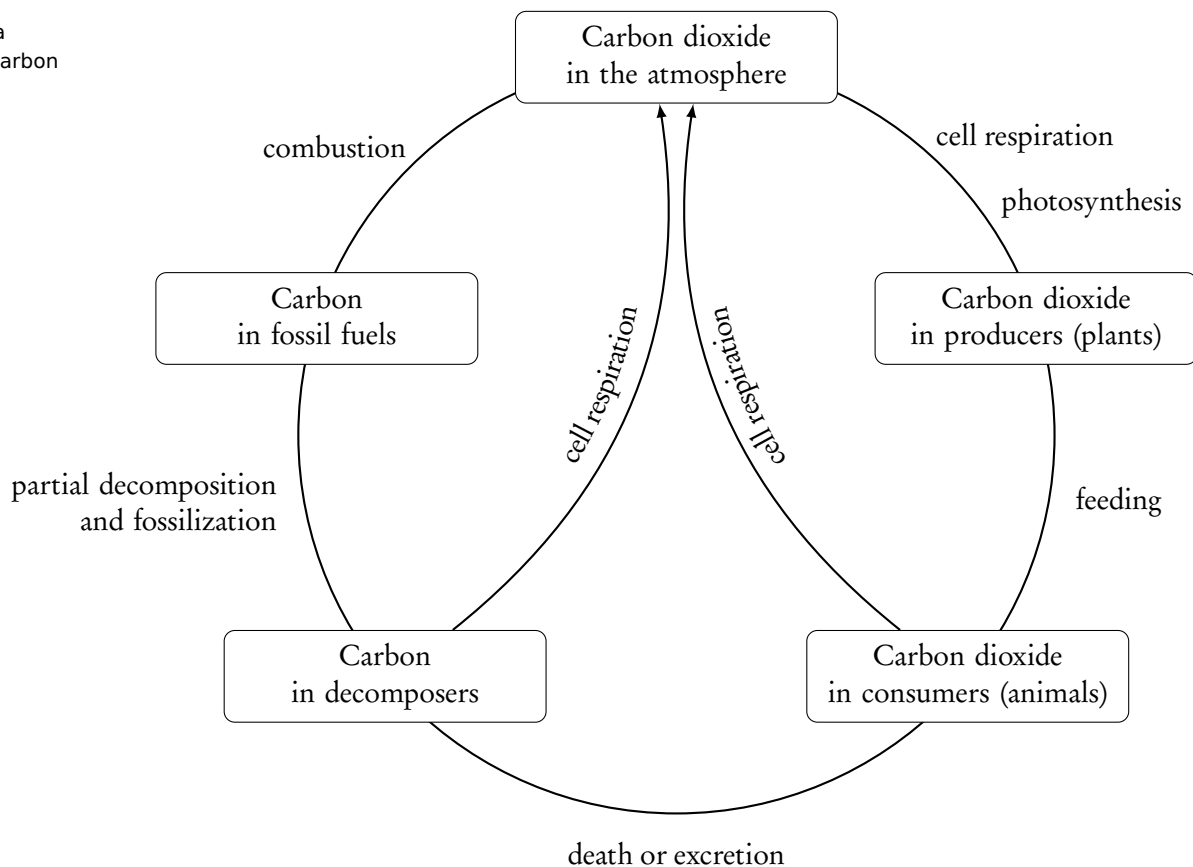 a
arbon
Carbon dioxide
in the atmosphere
combustion
cell respiration
photosynthesis
Carbon
in fossil fuels
Carbon dioxide
in producers (plants)
cell respiration
cell respiration
partial decomposition
and fossilization
feeding
Carbon
in decomposers
Carbon dioxide
in consumers (animals)
death or excretion